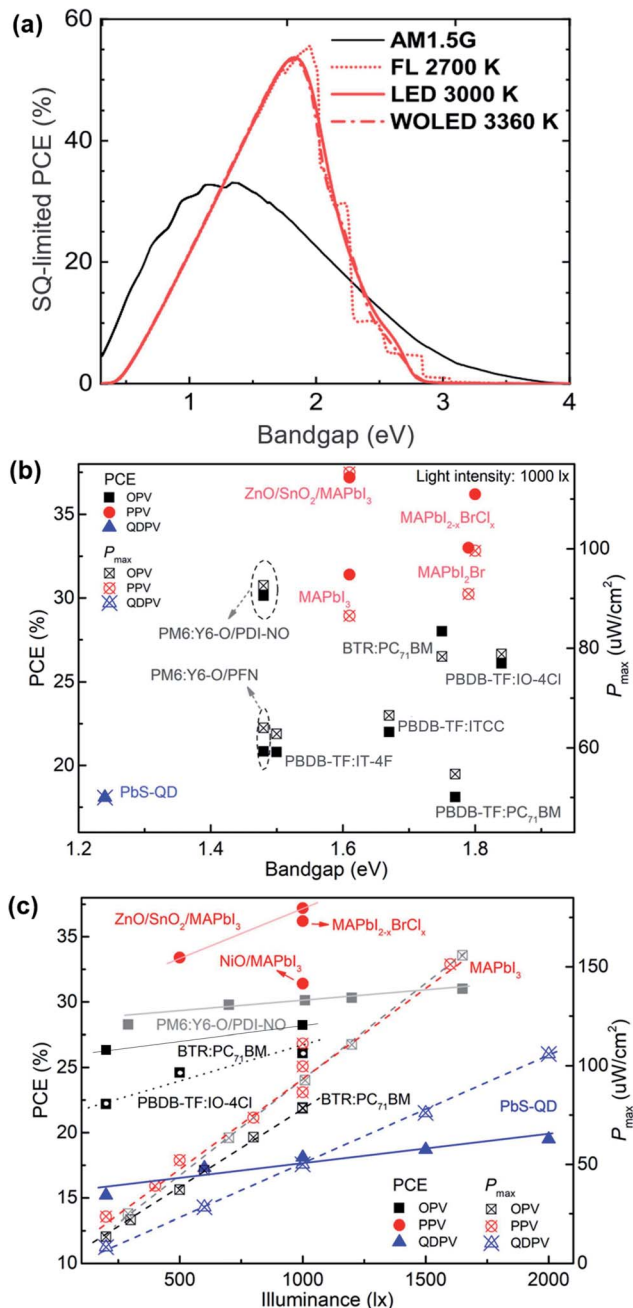 (a)
60
40
20
0
SQ-limited PCE (%)
AM1.5G
FL 2700 K
LED 3000 K
WOLED 3360 K
1 2 3 4
Bandgap (eV)
(b)
PCE
OPV
PPV
QDPV
Pmax
OPV
PPV
QDPV
Light intensity: 1000 lx
ZnO/SnO2/MAPbI3
MAPbI2-xBrClx
MAPbI3
MAPbI2Br
PM6:Y6-O/PDI-NO
BTR:PC71BM
PBDB-TF:IO-4Cl
PM6:Y6-O/PFN
PBDB-TF:ITCC
PBDB-TF:IT-4F
PbS-QD
PBDB-TF:PC71BM
35
30
25
20
PCE (%)
100
80
60
40
Pmax (uW/cm2)
1.2 1.4 1.6 1.8
Bandgap (eV)
(c)
ZnO/SnO2/MAPbI3
MAPbI2-xBrClx
NiO/MAPbI3
MAPbI3
PM6:Y6-O/PDI-NO
BTR:PC71BM
PBDB-TF:IO-4Cl
BTR:PC71BM
PbS-QD
PCE
OPV
PPV
QDPV
Pmax
OPV
PPV
QDPV
35
30
25
20
15
10
PCE (%)
150
100
50
0
Pmax (uW/cm2)
500 1000 1500 2000
Illuminance (lx)